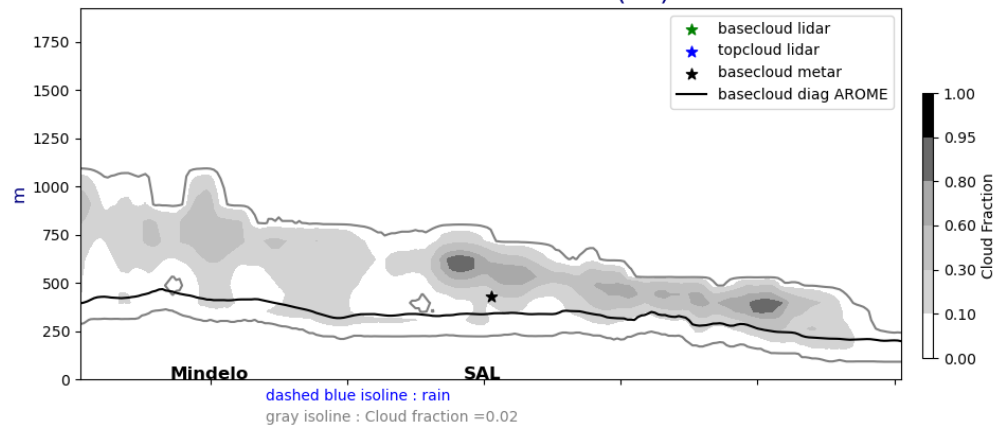 basecloud lidar
topcloud lidar
basecloud metar
basecloud diag AROME
1750
1500
1250
1000
750
500
250
0
m
1.00
0.95
0.80
0.60
0.30
0.10
0.00
Cloud Fraction
Mindelo
SAL
dashed blue isoline : rain
gray isoline : Cloud fraction =0.02